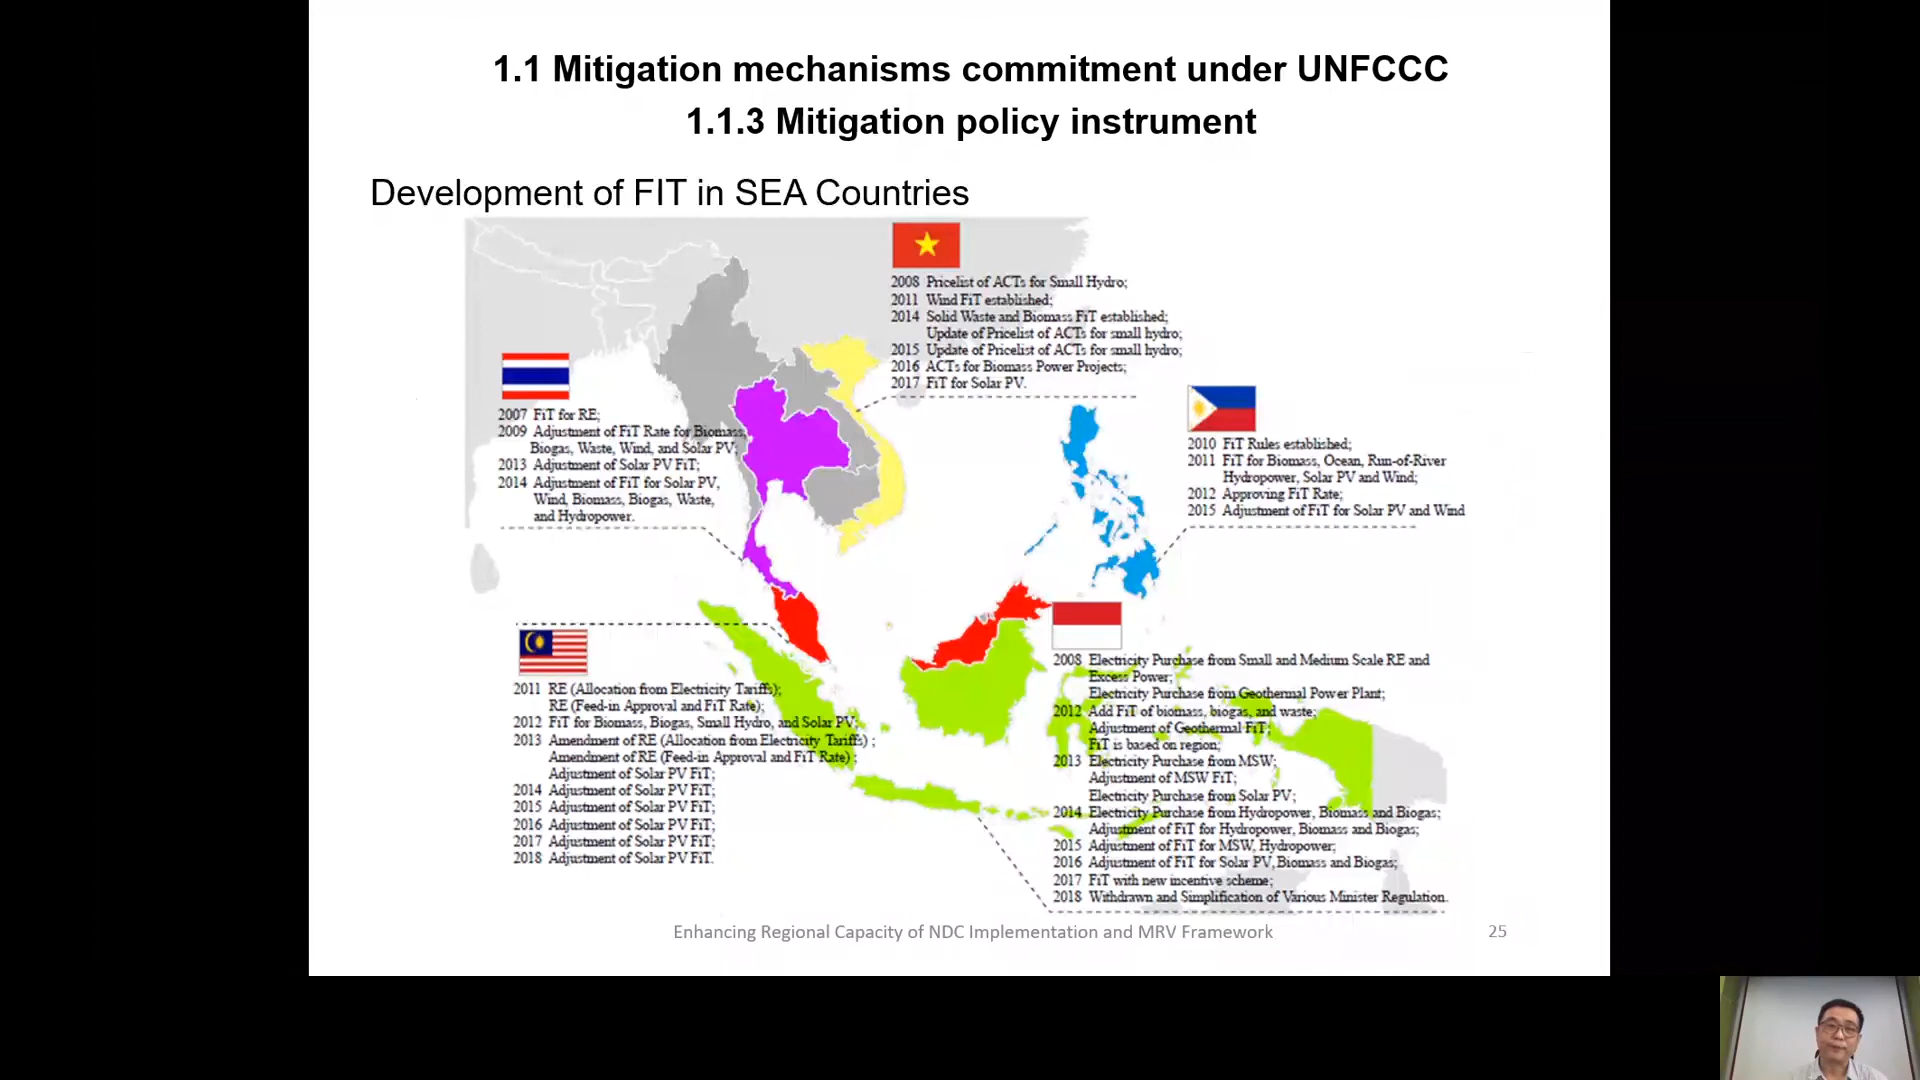 1.1 Mitigation mechanisms commitment under UNFCCC
1.1.3 Mitigation policy instrument
Development of FIT in SEA Countries
2008 Pricelist of ACTs for Small Hydro;
2011 Wind FiT established;
2014 Solid Waste and Biomass FiT established;
Update of Pricelist of ACTs for small hydro;
2015 Update of Pricelist of ACTs for small hydro;
2016 ACTs for Biomass Power Projects;
2017 FiT for Solar PV.
2007 FiT for RE;
2009 Adjustment of FiT Rate for Biomass,
Biogas, Waste, Wind, and Solar PV;
2013 Adjustment of Solar PV FiT;
2014 Adjustment of FiT for Solar PV,
Wind, Biomass, Biogas, Waste,
and Hydropower.
2010 FiT Rules established;
2011 FiT for Biomass, Ocean, Run-of-River
Hydropower, Solar PV and Wind;
2012 Approving FiT Rate;
2015 Adjustment of FiT for Solar PV and Wind
2011 RE (Allocation from Electricity Tariffs);
RE (Feed-in Approval and FiT Rate);
2012 FiT for Biomass, Biogas, Small Hydro, and Solar PV;
2013 Amendment of RE (Allocation from Electricity Tariffs) ;
Amendment of RE (Feed-in Approval and FiT Rate) ;
Adjustment of Solar PV FiT;
2014 Adjustment of Solar PV FiT;
2015 Adjustment of Solar PV FiT;
2016 Adjustment of Solar PV FiT;
2017 Adjustment of Solar PV FiT;
2018 Adjustment of Solar PV FiT.
2008 Electricity Purchase from Small and Medium Scale RE and
Excess Power;
Electricity Purchase from Geothermal Power Plant;
2012 Add FiT of biomass, biogas, and waste;
Adjustment of Geothermal FiT;
FiT is based on region;
2013 Electricity Purchase from MSW;
Adjustment of MSW FiT;
Electricity Purchase from Solar PV;
2014 Electricity Purchase from Hydropower, Biomass and Biogas;
Adjustment of FiT for Hydropower, Biomass and Biogas;
2015 Adjustment of FiT for MSW, Hydropower;
2016 Adjustment of FiT for Solar PV, Biomass and Biogas;
2017 FiT with new incentive scheme;
2018 Withdrawn and Simplification of Various Minister Regulation.
Enhancing Regional Capacity of NDC Implementation and MRV Framework
25